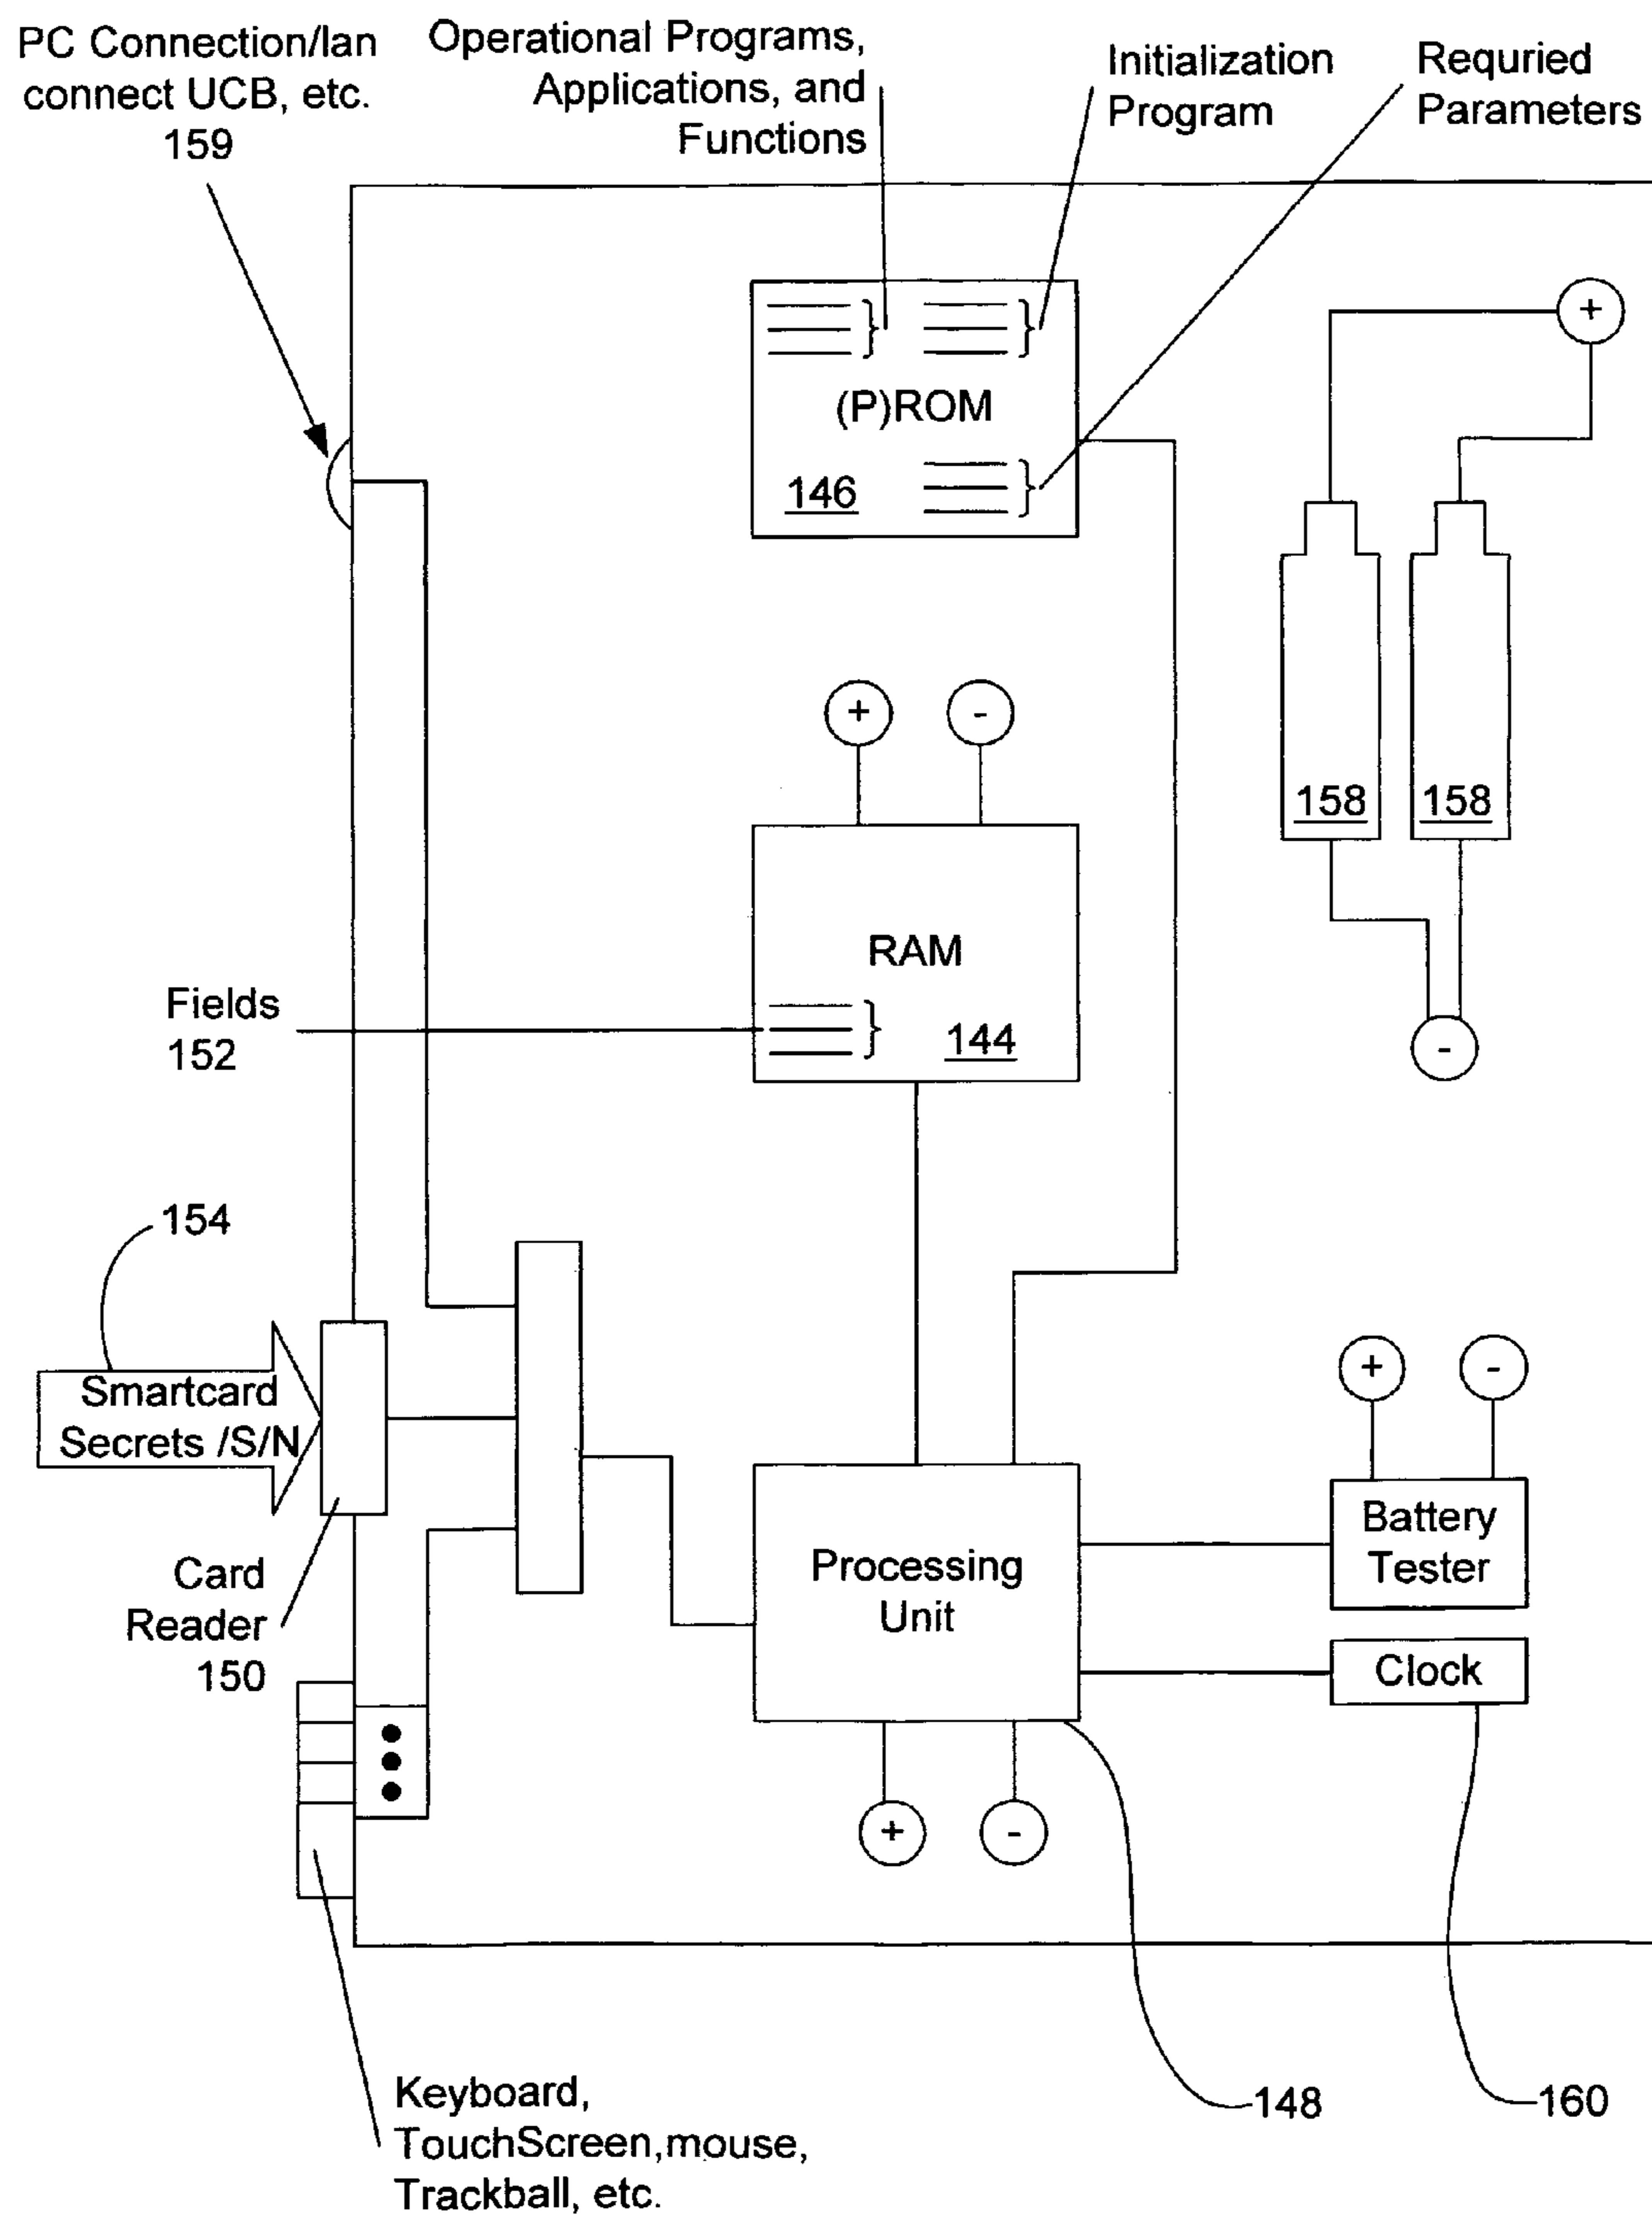 PC Connection/lan
connect UCB, etc.
159
Operational Programs,
Applications, and
Functions
Initialization
Program
Requried
Parameters
+
(P)ROM
146
+
-
158
158
RAM
Fields
152
144
-
154
Smartcard
Secrets /S/N
+
-
Battery
Tester
Processing
Unit
Card
Reader
150
Clock
+
-
Keyboard,
TouchScreen,mouse,
Trackball, etc.
148
160